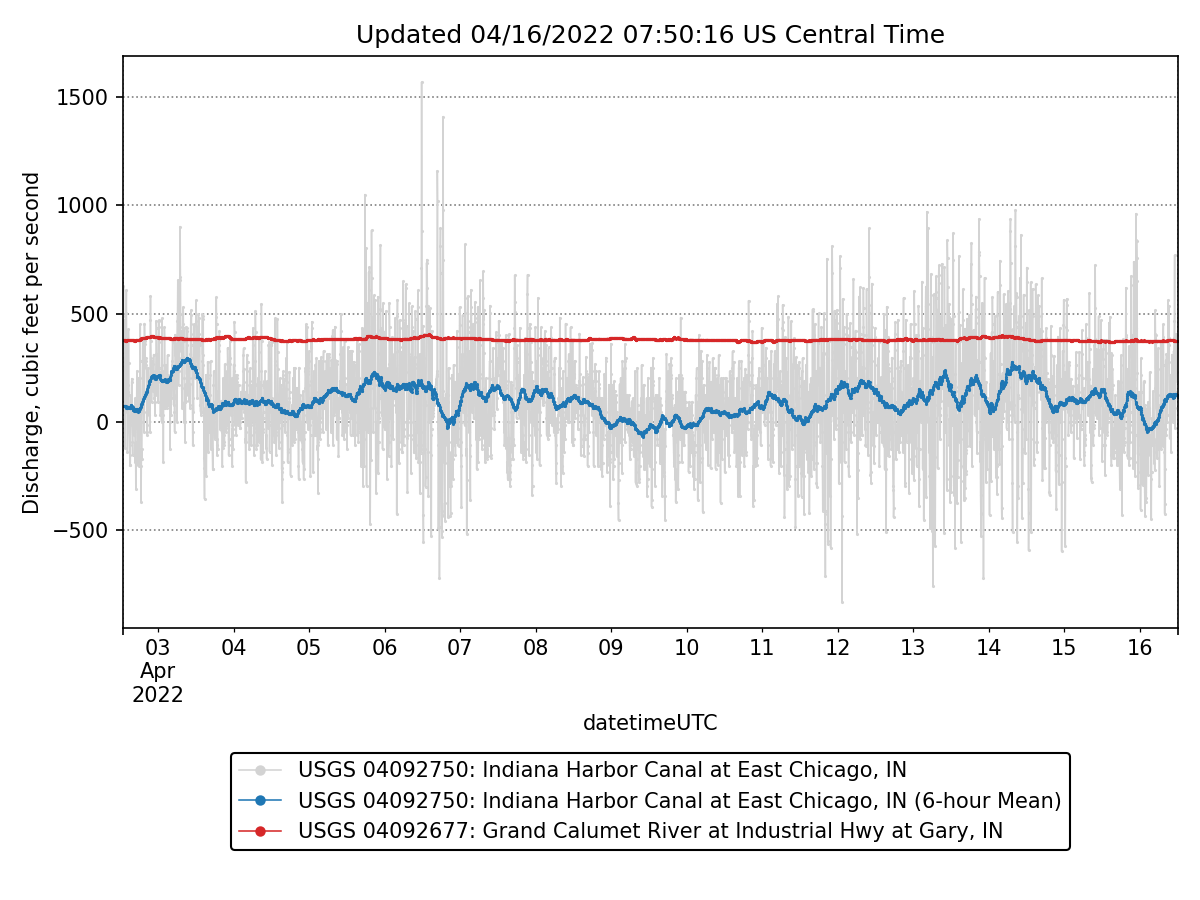 Updated 04/16/2022 07:50:16 US Central Time
Discharge, cubic feet per second
1500
1000
500
0
−500
03 04 05 06 07 08 09 10 11 12 13 14 15 16
Apr
2022
datetimeUTC
USGS 04092750: Indiana Harbor Canal at East Chicago, IN
USGS 04092750: Indiana Harbor Canal at East Chicago, IN (6-hour Mean)
USGS 04092677: Grand Calumet River at Industrial Hwy at Gary, IN